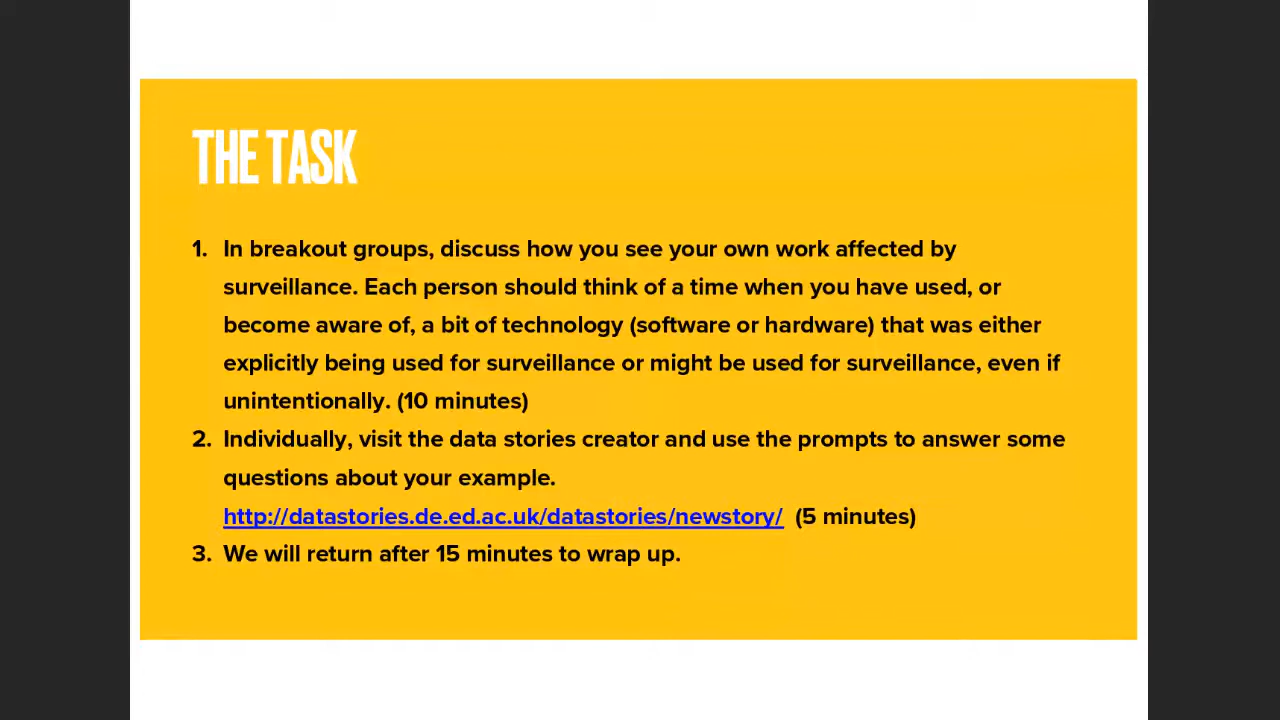 THE TASK
1. In breakout groups, discuss how you see your own work affected by
surveillance. Each person should think of a time when you have used, or
become aware of, a bit of technology (software or hardware) that was either
explicitly being used for surveillance or might be used for surveillance, even if
unintentionally. (10 minutes)
2. Individually, visit the data stories creator and use the prompts to answer some
questions about your example.
http://datastories.de.ed.ac.uk/datastories/newstory/ (5 minutes)
3. We will return after 15 minutes to wrap up.